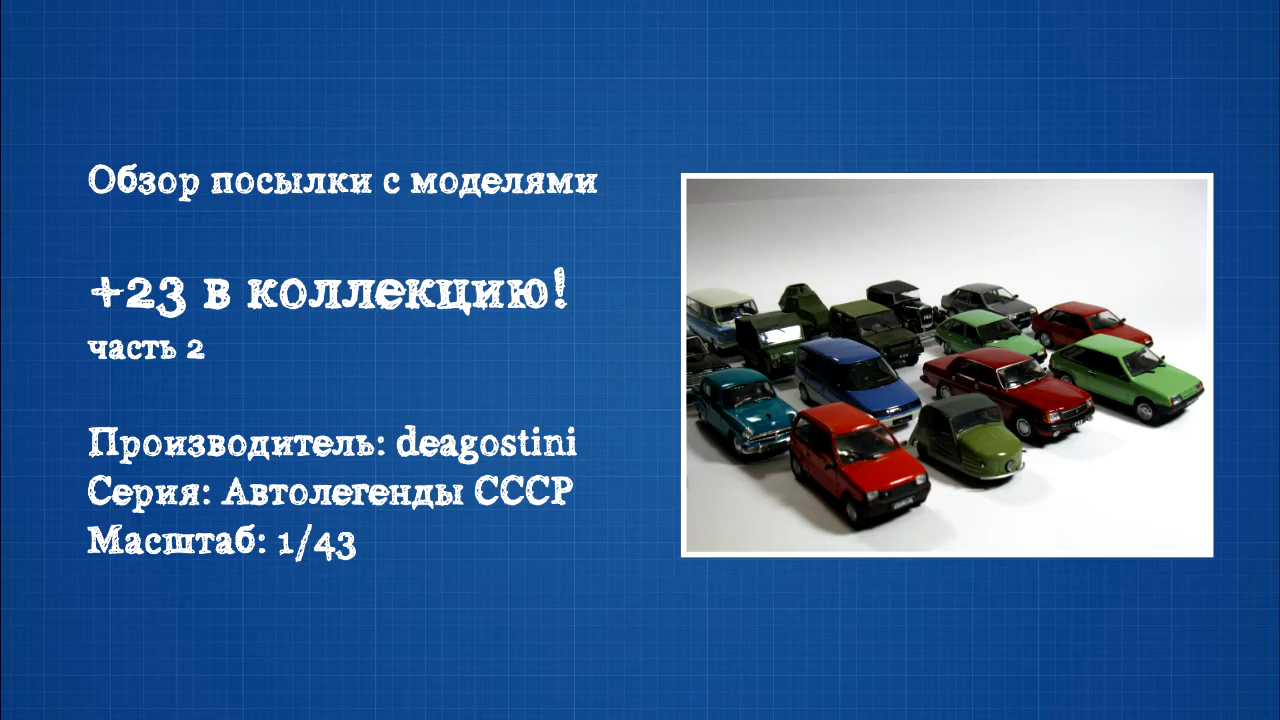 Обзор посылки с моделями
+23 в коллекцию!
часть 2
Производитель: deagostini
Серия: Автолегенды СССР
Масштаб: 1/43